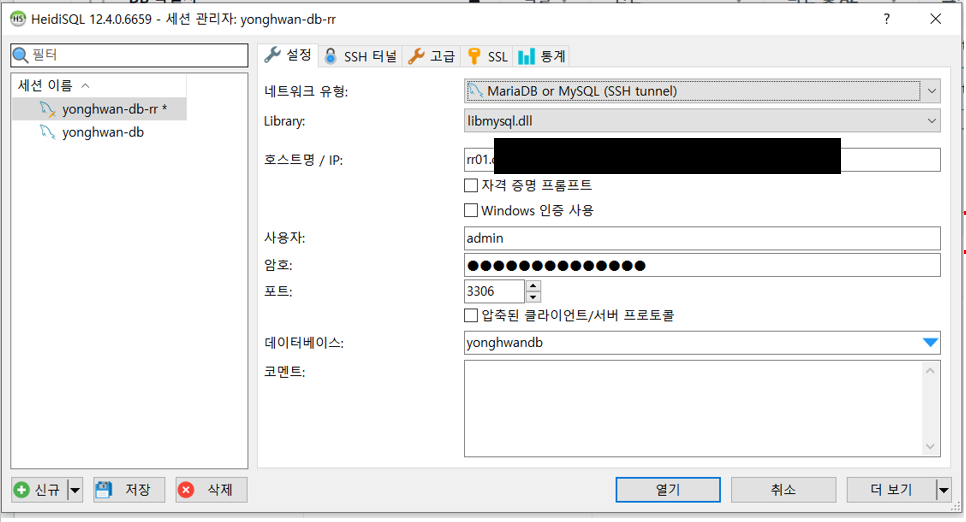 HeidiSQL 12.4.0.6659 - 세션 관리자: yonghwan-db-rr
필터
세션 이름
yonghwan-db-rr *
yonghwan-db
설정 SSH 터널 고급 SSL 통계
네트워크 유형: MariaDB or MySQL (SSH tunnel)
Library: libmysql.dll
호스트명 / IP: rr01.
자격 증명 프롬프트
Windows 인증 사용
사용자: admin
암호: ●●●●●●●●●●●●●●
포트: 3306
압축된 클라이언트/서버 프로토콜
데이터베이스: yonghwandb
코멘트:
신규 저장 삭제 열기 취소 더 보기